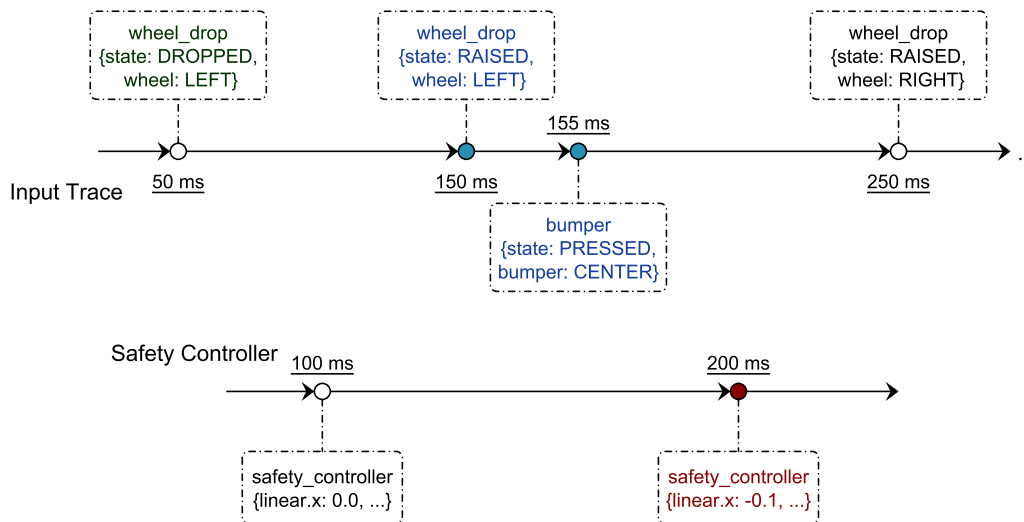 wheel_drop
{state: DROPPED,
wheel: LEFT}
wheel_drop
{state: RAISED,
wheel: LEFT}
wheel_drop
{state: RAISED,
wheel: RIGHT}
155 ms
50 ms
150 ms
250 ms
.
Input Trace
bumper
{state: PRESSED,
bumper: CENTER}
Safety Controller
100 ms
200 ms
safety_controller
{linear.x: 0.0, ...}
safety_controller
{linear.x: -0.1, ...}